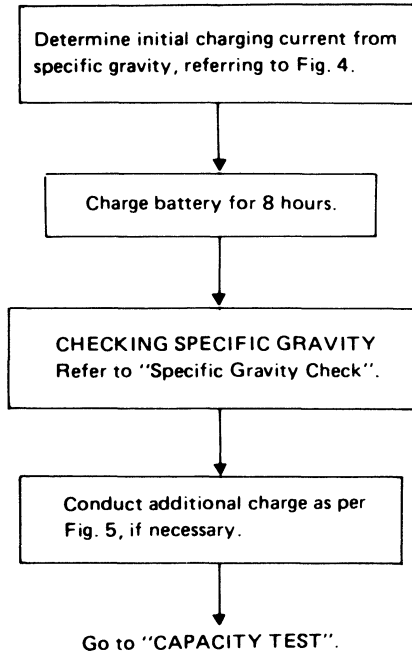 Determine initial charging current from
specific gravity, referring to Fig. 4.
Charge battery for 8 hours.
CHECKING SPECIFIC GRAVITY
Refer to "Specific Gravity Check".
Conduct additional charge as per
Fig. 5, if necessary.
Go to "CAPACITY TEST".